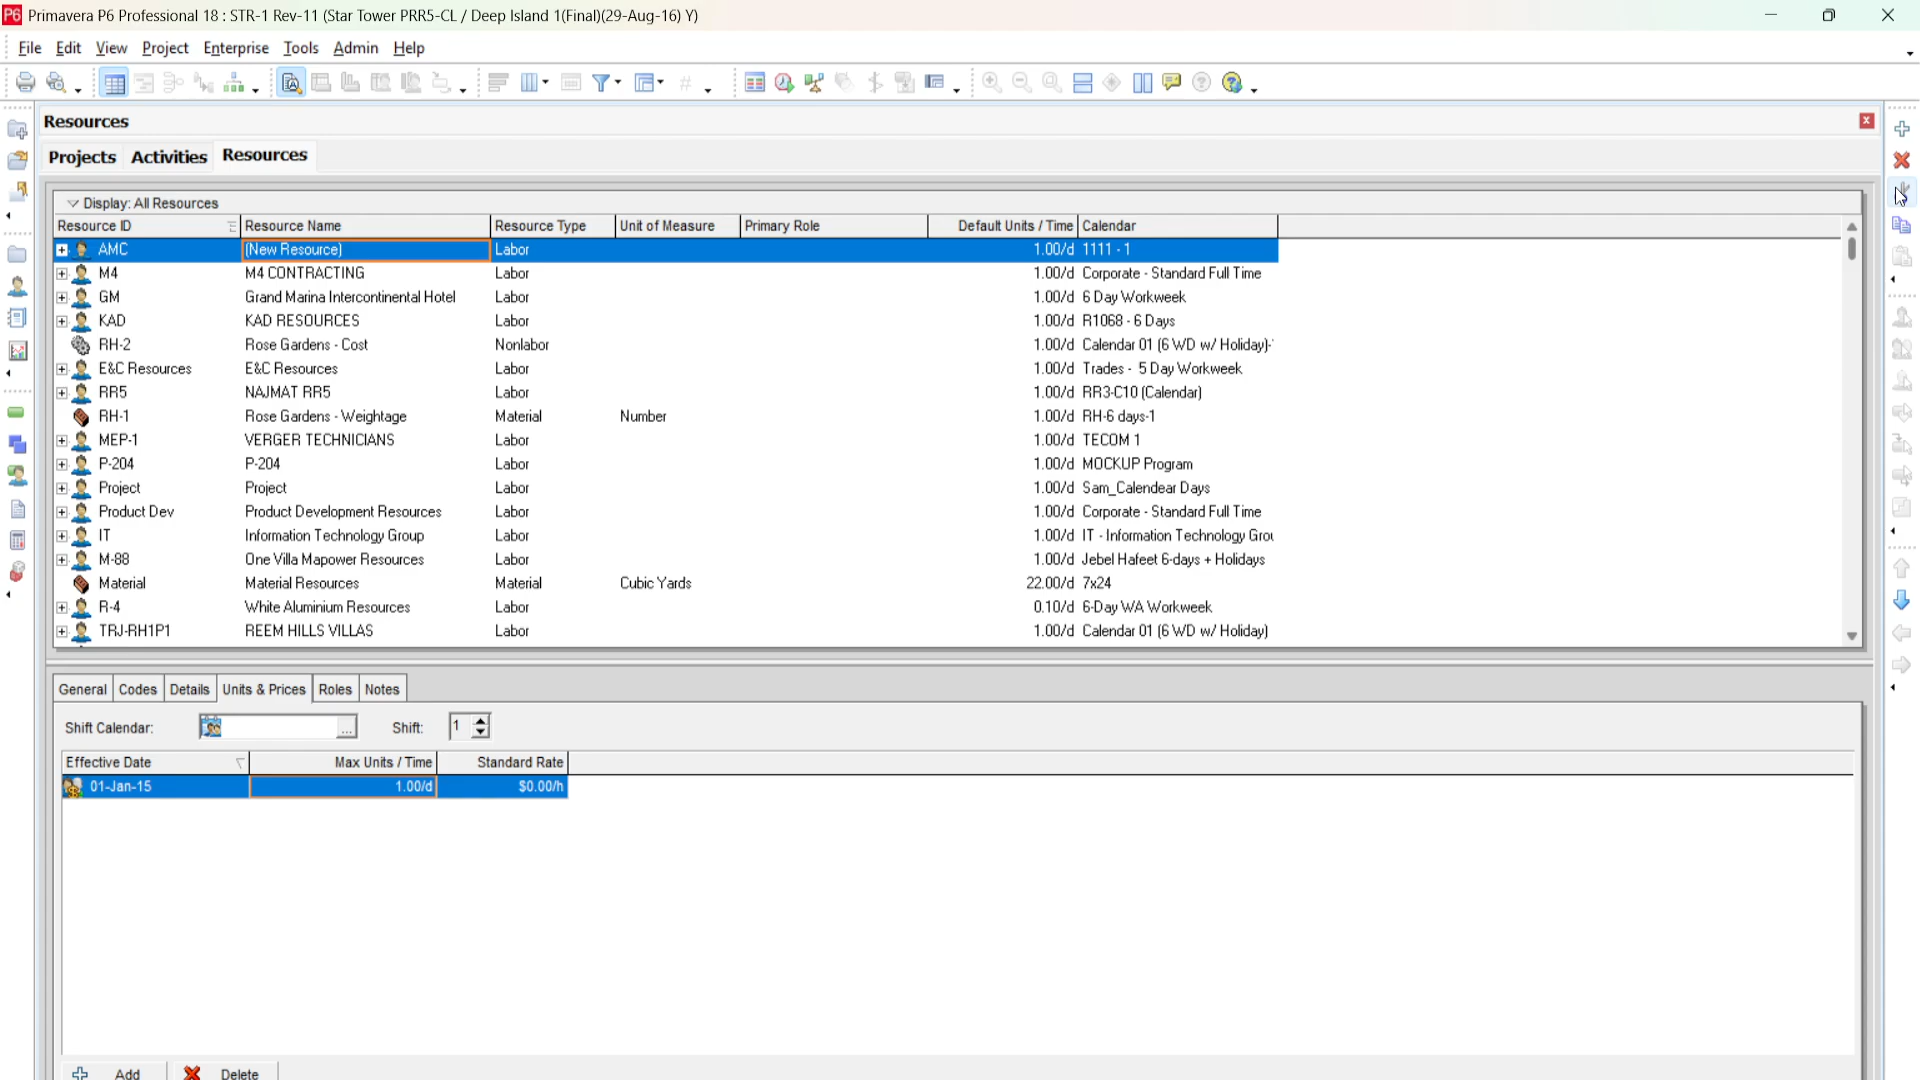 P6 Primavera P6 Professional 18 : STR-1 Rev-11 (Star Tower PRR5-CL / Deep Island 1(Final)(29-Aug-16) Y)
File Edit View Project Enterprise Tools Admin Help
Resources
Projects Activities Resources
Display: All Resources
Resource ID Resource Name Resource Type Unit of Measure Primary Role Default Units / Time Calendar
AMC (New Resource) Labor 1.00/d 1111 - 1
M4 M4 CONTRACTING Labor 1.00/d Corporate - Standard Full Time
GM Grand Marina Intercontinental Hotel Labor 1.00/d 6 Day Workweek
KAD KAD RESOURCES Labor 1.00/d R1068 - 6 Days
RH-2 Rose Gardens - Cost Nonlabor 1.00/d Calendar 01 (6 WD w/ Holiday)-
E&C Resources E&C Resources Labor 1.00/d Trades - 5 Day Workweek
RR5 NAJMAT RR5 Labor 1.00/d RR3-C10 (Calendar)
RH-1 Rose Gardens - Weightage Material Number 1.00/d RH-6 days-1
MEP-1 VERGER TECHNICIANS Labor 1.00/d TECOM 1
P-204 P-204 Labor 1.00/d MOCKUP Program
Project Project Labor 1.00/d Sam_Calendear Days
Product Dev Product Development Resources Labor 1.00/d Corporate - Standard Full Time
IT Information Technology Group Labor 1.00/d IT - Information Technology Grou
M-88 One Villa Mapower Resources Labor 1.00/d Jebel Hafeet 6-days + Holidays
Material Material Resources Material Cubic Yards 22.00/d 7x24
R-4 White Aluminium Resources Labor 0.10/d 6-Day WA Workweek
TRJ-RH1P1 REEM HILLS VILLAS Labor 1.00/d Calendar 01 (6 WD w/ Holiday)
General Codes Details Units & Prices Roles Notes
Shift Calendar: ... Shift: 1
Effective Date Max Units / Time Standard Rate
01-Jan-15 1.00/d $0.00/h
Add Delete